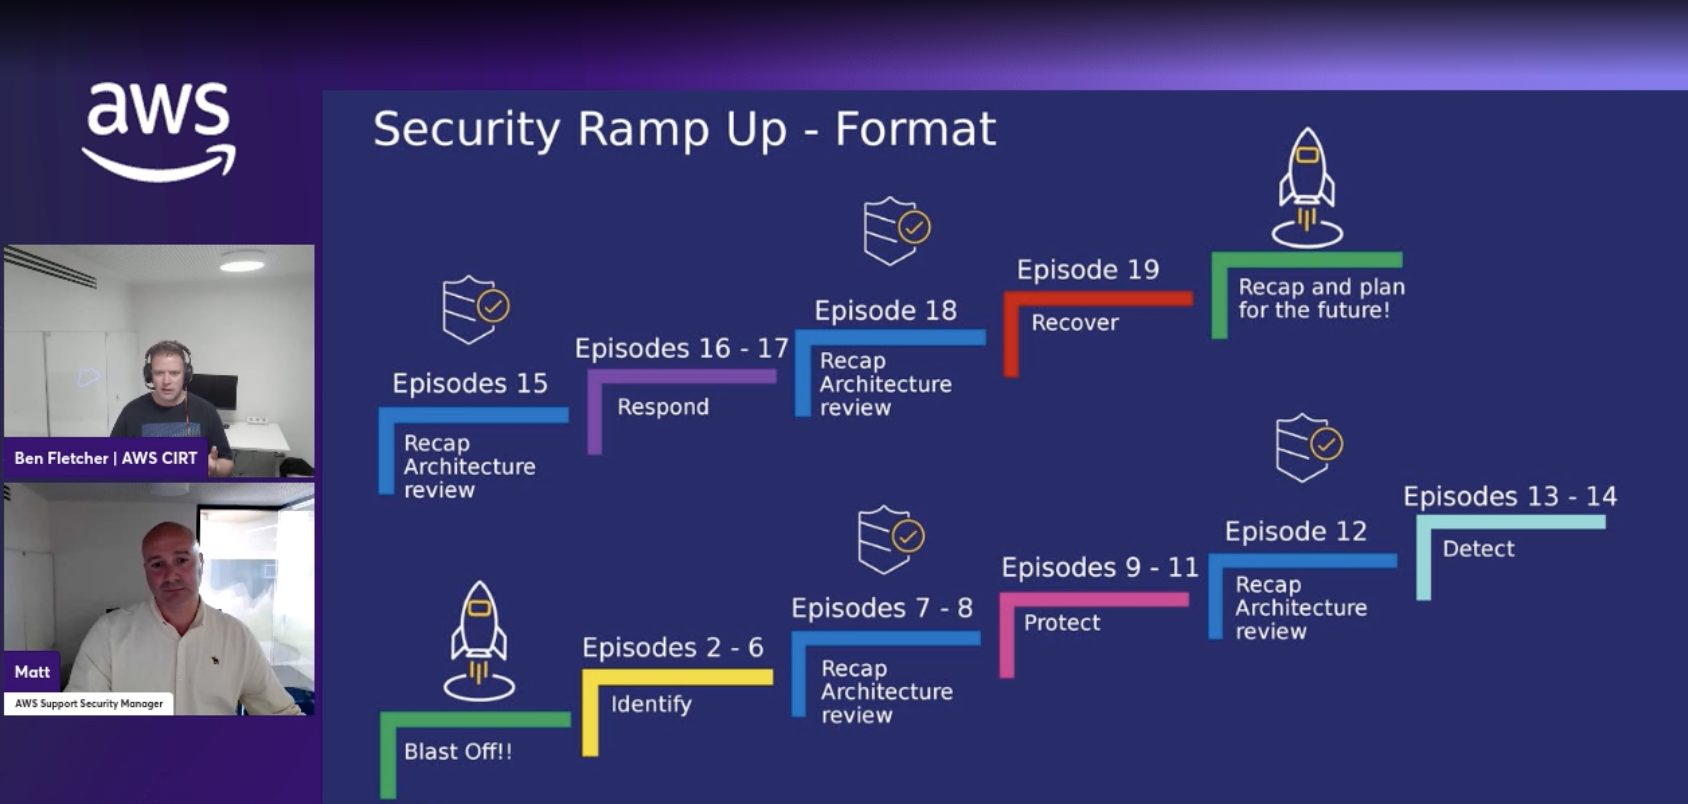 aws
Security Ramp Up - Format
Episodes 15
Recap
Architecture
review
Episodes 16 - 17
Respond
Episode 18
Recap
Architecture
review
Episode 19
Recover
Recap and plan
for the future!
Blast Off!!
Episodes 2 - 6
Identify
Episodes 7 - 8
Recap
Architecture
review
Episodes 9 - 11
Protect
Episode 12
Recap
Architecture
review
Episodes 13 - 14
Detect
Ben Fletcher | AWS CIRT
Matt
AWS Support Security Manager